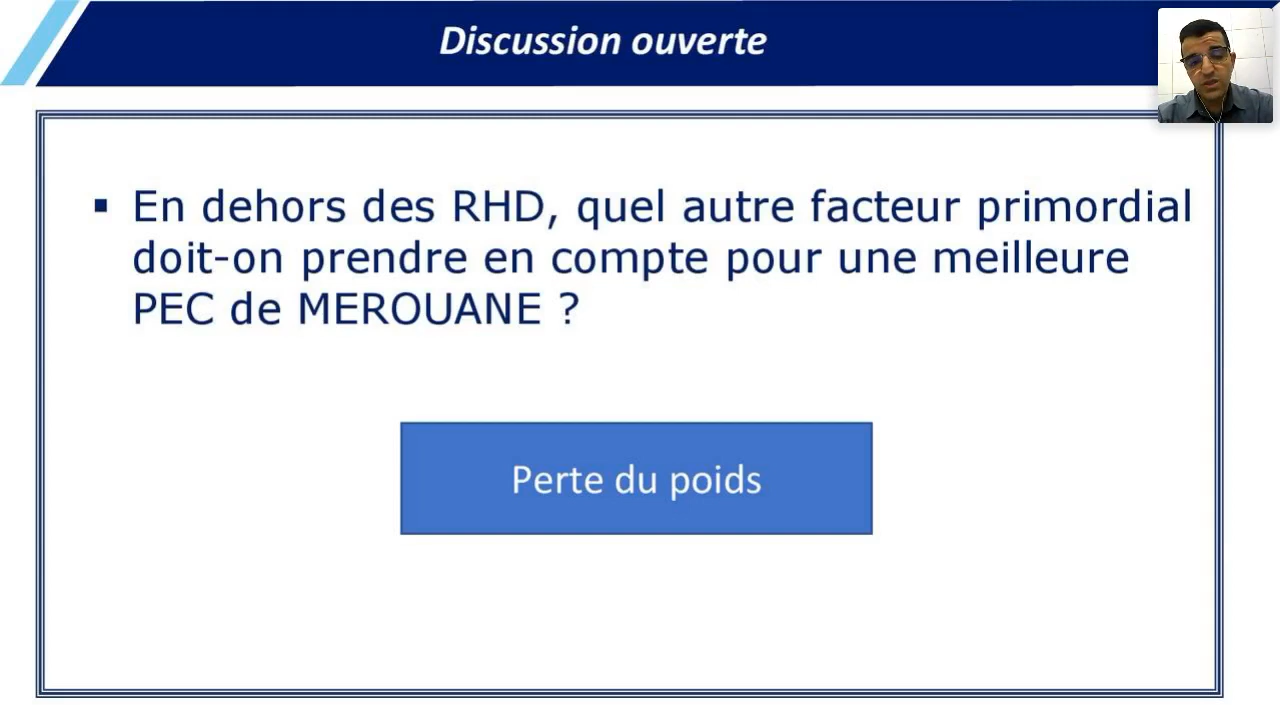 Discussion ouverte
▪ En dehors des RHD, quel autre facteur primordial
doit-on prendre en compte pour une meilleure
PEC de MEROUANE ?
Perte du poids